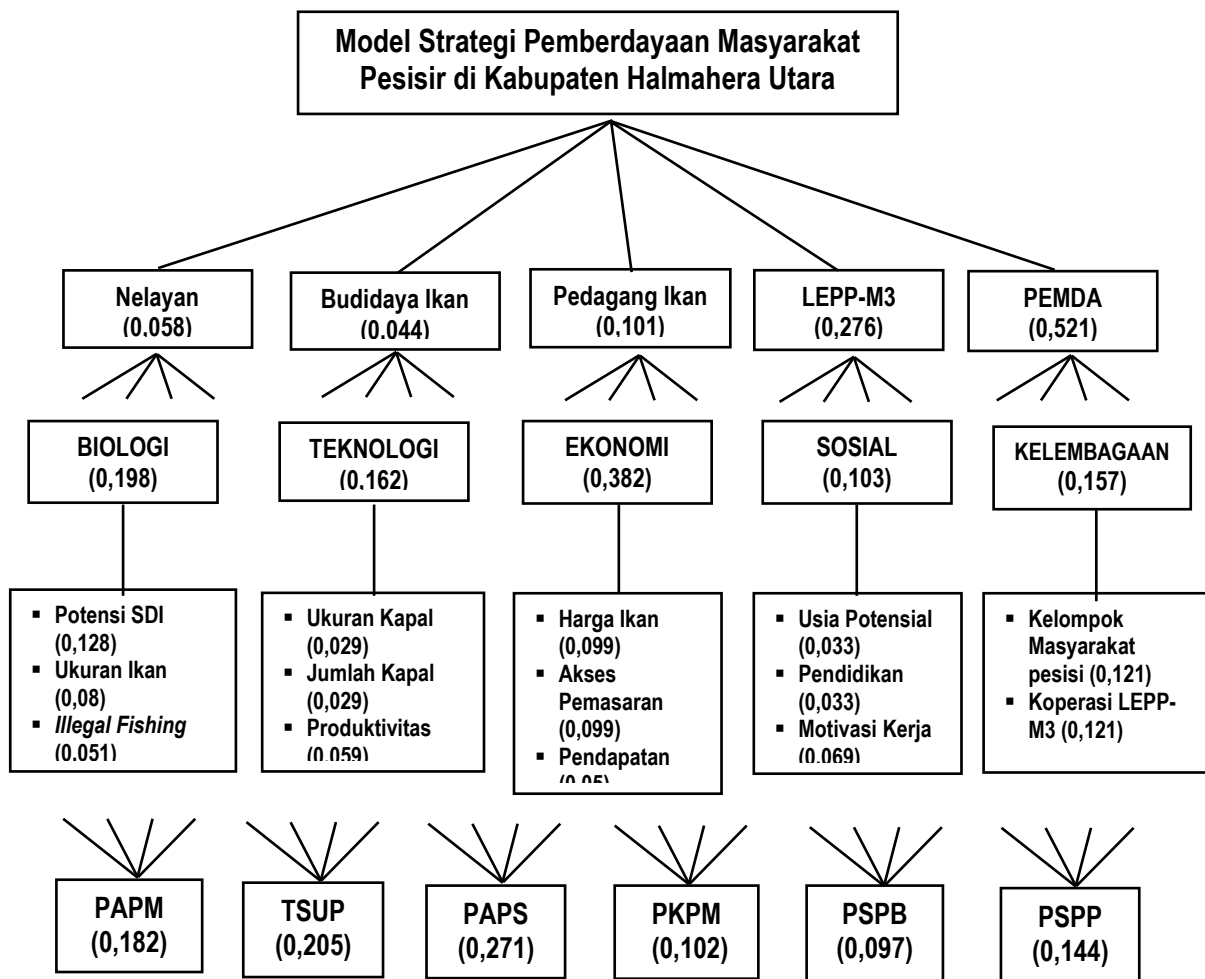 Model Strategi Pemberdayaan Masyarakat
Pesisir di Kabupaten Halmahera Utara
Nelayan
(0.058)
Budidaya Ikan
(0.044)
Pedagang Ikan
(0,101)
LEPP-M3
(0,276)
PEMDA
(0,521)
BIOLOGI
(0,198)
TEKNOLOGI
(0,162)
EKONOMI
(0,382)
SOSIAL
(0,103)
KELEMBAGAAN
(0,157)
▪ Potensi SDI
(0,128)
▪ Ukuran Ikan
(0,08)
▪ Illegal Fishing
(0.051)
▪ Ukuran Kapal
(0,029)
▪ Jumlah Kapal
(0,029)
▪ Produktivitas
(0.059)
▪ Harga Ikan
(0,099)
▪ Akses
Pemasaran
(0,099)
▪ Pendapatan
(0.05)
▪ Usia Potensial
(0,033)
▪ Pendidikan
(0,033)
▪ Motivasi Kerja
(0.069)
▪ Kelompok
Masyarakat
pesisi (0,121)
▪ Koperasi LEPP-
M3 (0,121)
PAPM
(0,182)
TSUP
(0,205)
PAPS
(0,271)
PKPM
(0,102)
PSPB
(0,097)
PSPP
(0,144)